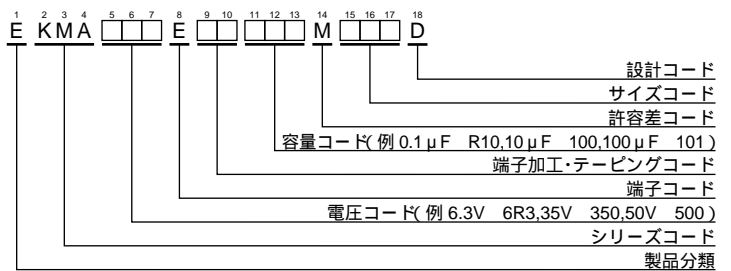 1 2 3 4 5 6 7 8 9 10 11 12 13 14 15 16 17 18
E KMA □□□ E □□ □□□ M □□□ D
設計コード
サイズコード
許容差コード
容量コード(例 0.1μF R10,10μF 100,100μF 101)
端子加工・テーピングコード
端子コード
電圧コード(例 6.3V 6R3,35V 350,50V 500)
シリーズコード
製品分類